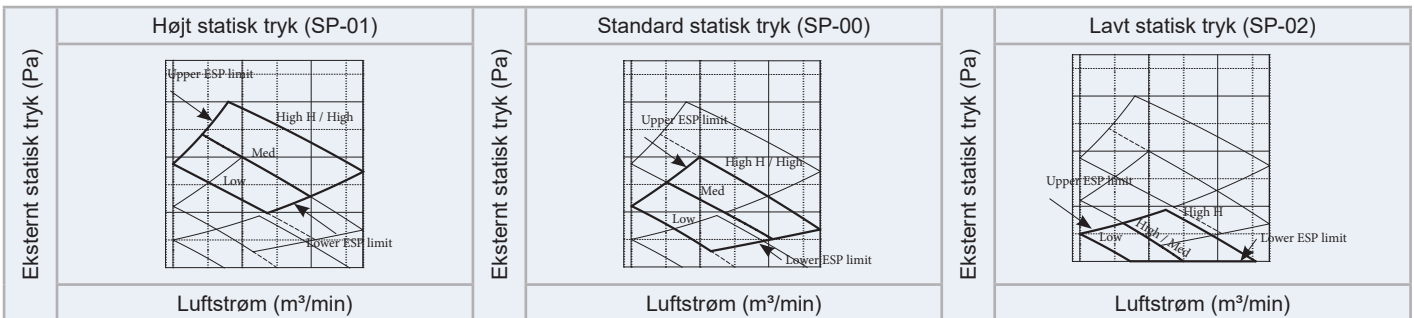 Højt statisk tryk (SP-01)
Eksternt statisk tryk (Pa)
Upper ESP limit
High H / High
Med
Low
Lower ESP limit
Luftstrøm (m³/min)
Standard statisk tryk (SP-00)
Eksternt statisk tryk (Pa)
Upper ESP limit
High H / High
Med
Low
Lower ESP limit
Luftstrøm (m³/min)
Lavt statisk tryk (SP-02)
Eksternt statisk tryk (Pa)
Upper ESP limit
High H
Low
High / Med
Lower ESP limit
Luftstrøm (m³/min)